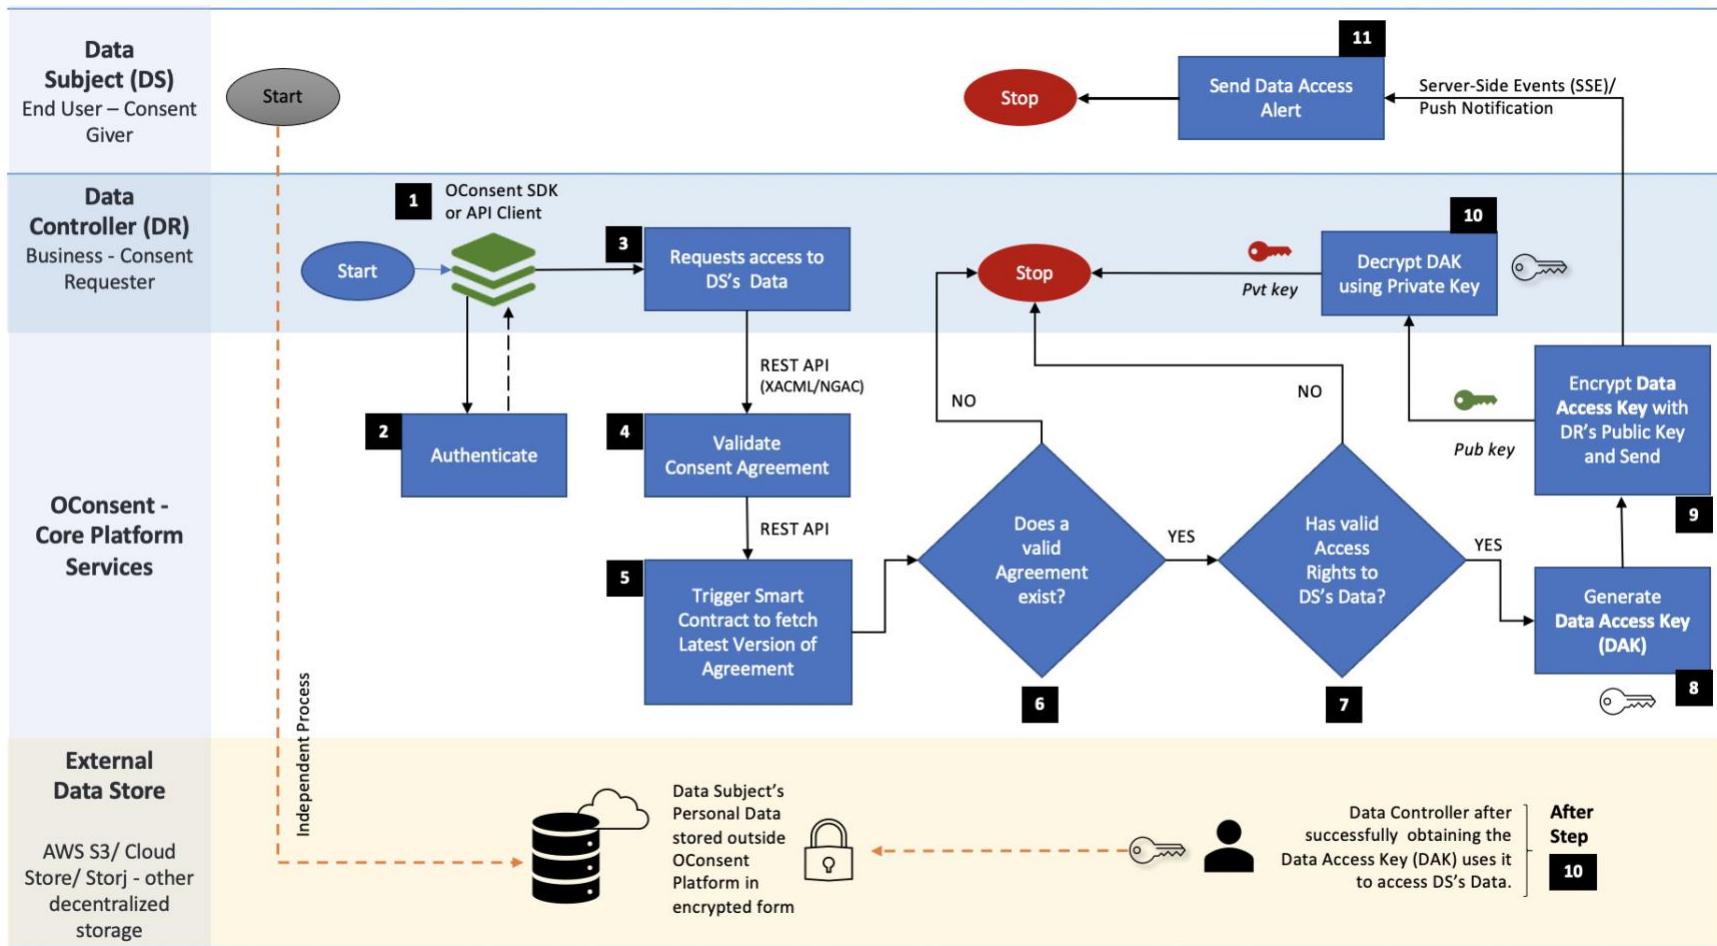 Data
Subject (DS)
End User – Consent
Giver
Start
Stop
11
Send Data Access
Alert
Server-Side Events (SSE)/
Push Notification
Data
Controller (DR)
Business - Consent
Requester
Start
1
OConsent SDK
or API Client
3
Requests access to
DS's Data
Stop
Pvt key
10
Decrypt DAK
using Private Key
OConsent -
Core Platform
Services
2
Authenticate
REST API
(XACML/NGAC)
4
Validate
Consent Agreement
REST API
5
Trigger Smart
Contract to fetch
Latest Version of
Agreement
NO
Does a
valid
Agreement
exist?
6
YES
NO
Has valid
Access
Rights to
DS's Data?
7
YES
Pub key
Encrypt Data
Access Key with
DR's Public Key
and Send
9
Generate
Data Access Key
(DAK)
8
External
Data Store
AWS S3/ Cloud
Store/ Storj - other
decentralized
storage
Independent Process
Data Subject's
Personal Data
stored outside
OConsent
Platform in
encrypted form
Data Controller after
successfully obtaining the
Data Access Key (DAK) uses it
to access DS's Data.
After
Step
10